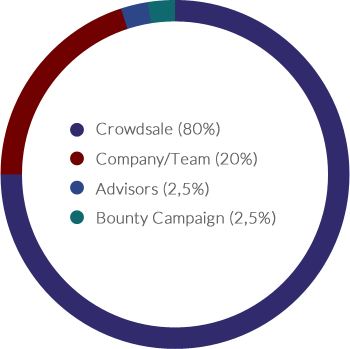 Crowdsale (80%)
Company/Team (20%)
Advisors (2,5%)
Bounty Campaign (2,5%)